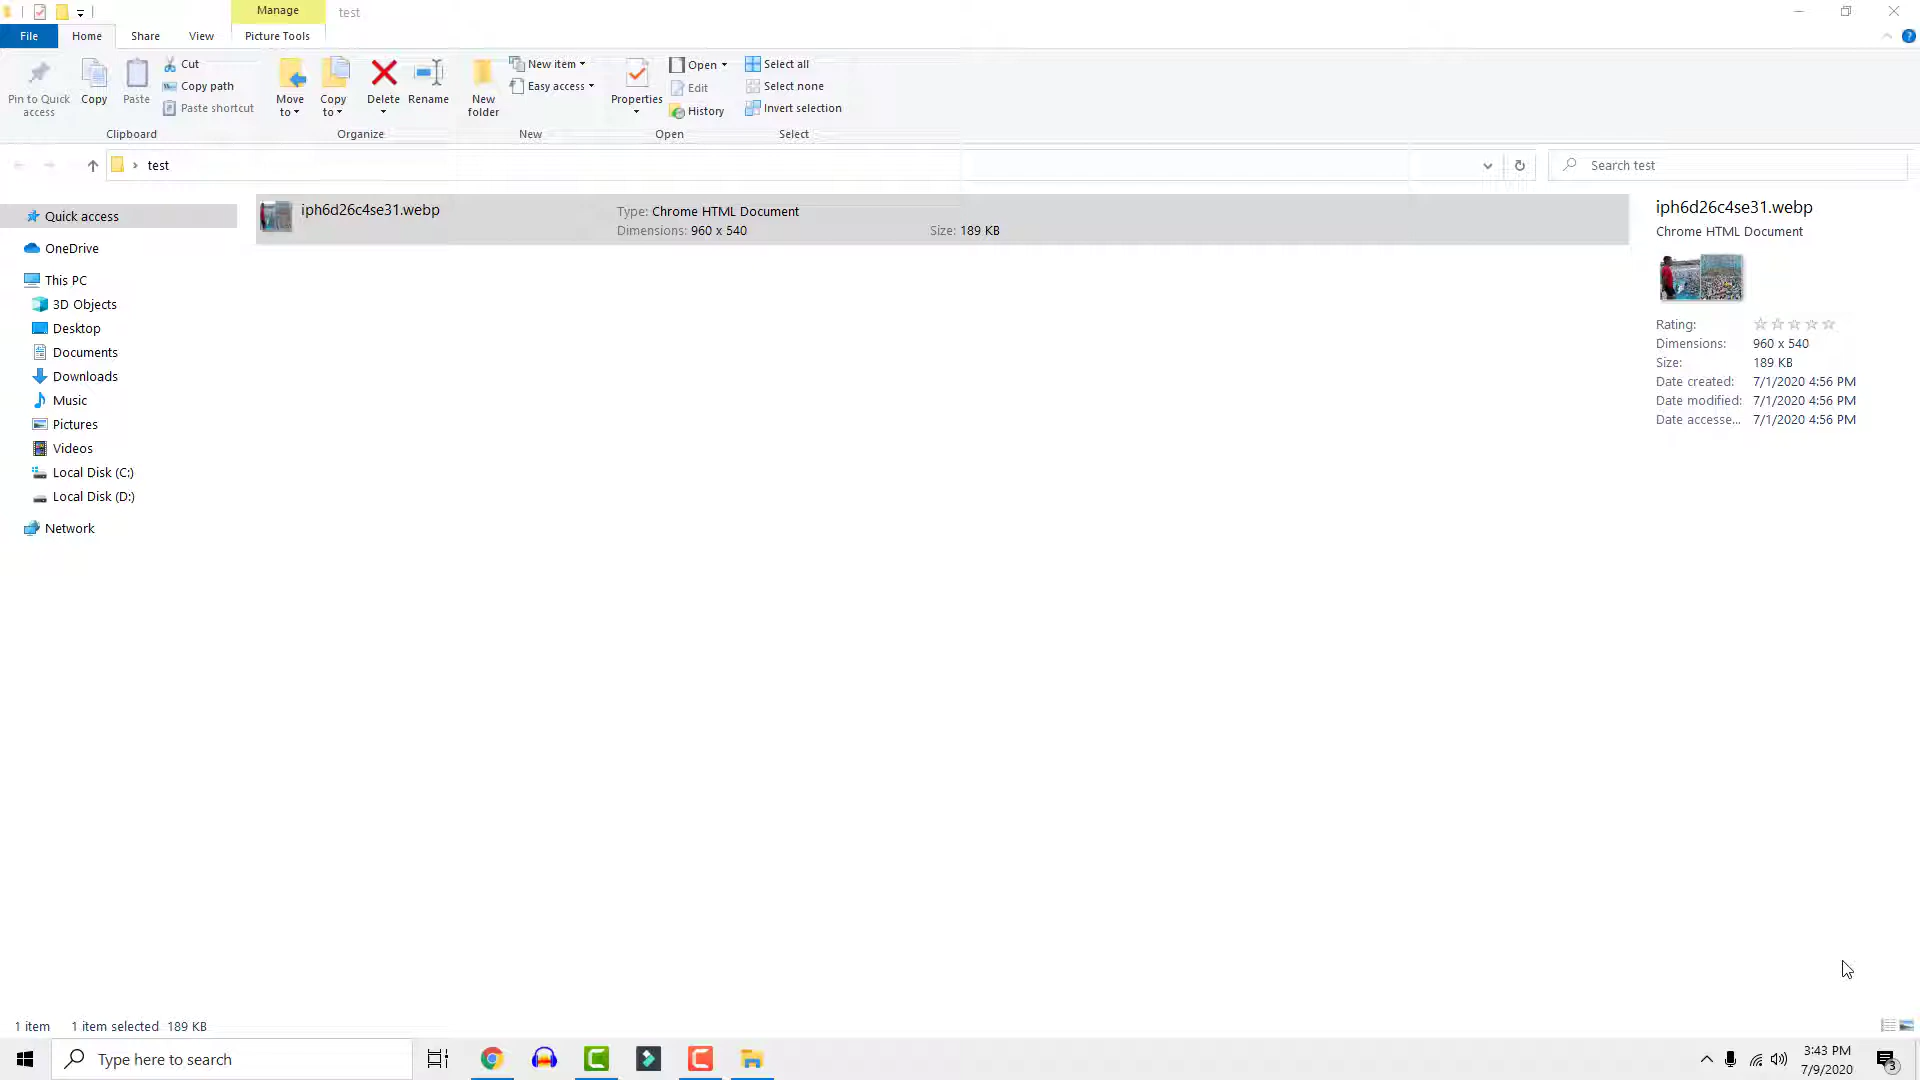 Manage
test
File
Home
Share
View
Picture Tools
Pin to Quick
access
Copy
Paste
Cut
Copy path
Paste shortcut
Clipboard
Move
to
Copy
to
Delete
Rename
Organize
New
folder
New item
Easy access
New
Properties
Open
Edit
History
Open
Select all
Select none
Invert selection
Select
test
Search test
Quick access
OneDrive
This PC
3D Objects
Desktop
Documents
Downloads
Music
Pictures
Videos
Local Disk (C:)
Local Disk (D:)
Network
iph6d26c4se31.webp
Type: Chrome HTML Document
Dimensions: 960 x 540
Size: 189 KB
iph6d26c4se31.webp
Chrome HTML Document
Rating:
Dimensions: 960 x 540
Size: 189 KB
Date created: 7/1/2020 4:56 PM
Date modified: 7/1/2020 4:56 PM
Date accesse... 7/1/2020 4:56 PM
1 item 1 item selected 189 KB
Type here to search
3:43 PM
7/9/2020
3